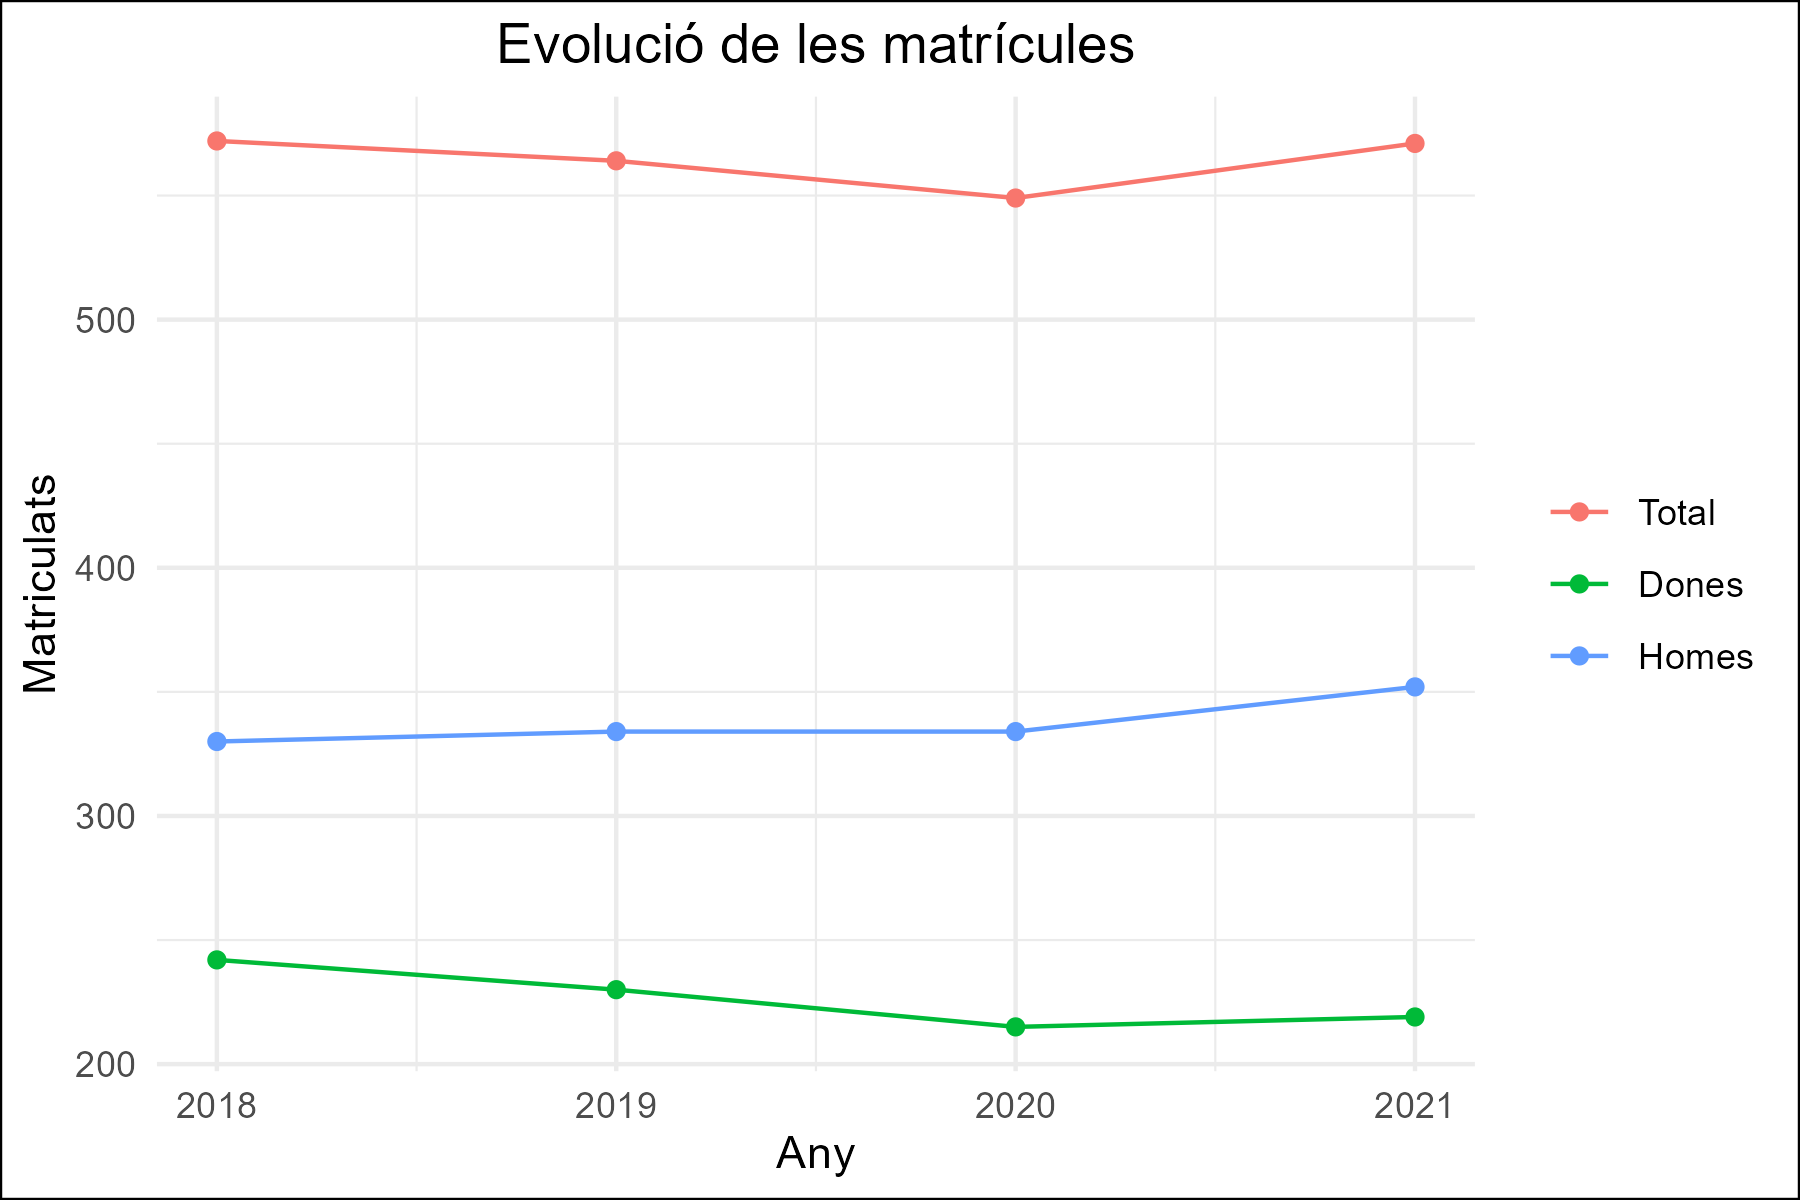 Evolució de les matrícules
Matriculats
500
400
300
200
2018 2019 2020 2021
Any
Total
Dones
Homes